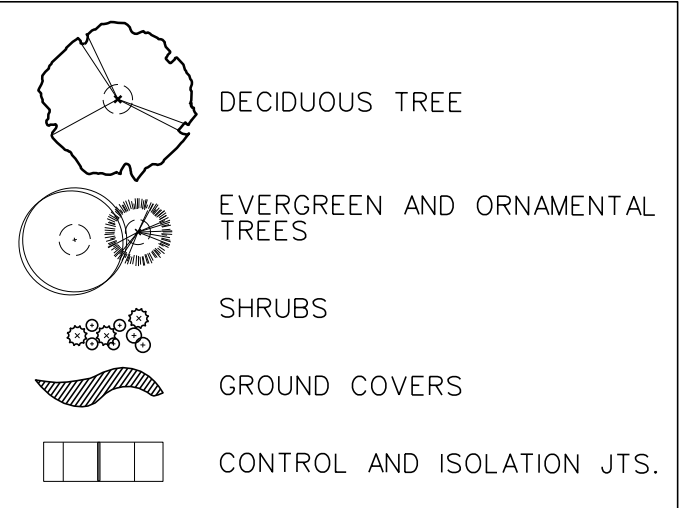 DECIDUOUS TREE
EVERGREEN AND ORNAMENTAL
TREES
SHRUBS
GROUND COVERS
CONTROL AND ISOLATION JTS.